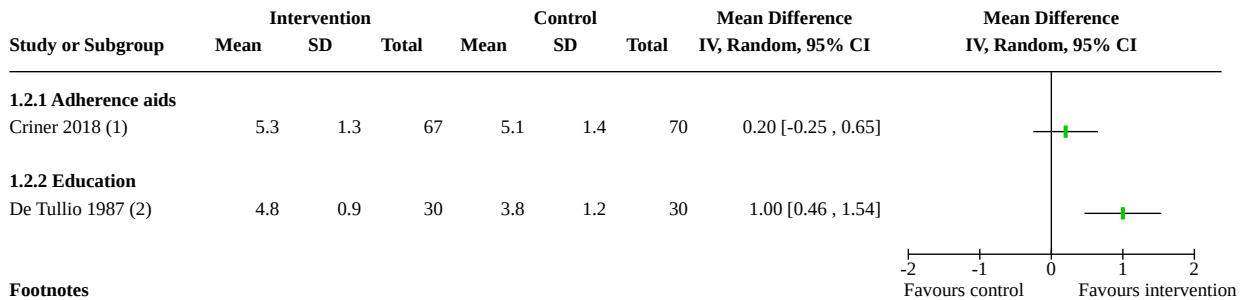 Intervention Control Mean Difference Mean Difference
Study or Subgroup Mean SD Total Mean SD Total IV, Random, 95% CI IV, Random, 95% CI
1.2.1 Adherence aids
Criner 2018 (1) 5.3 1.3 67 5.1 1.4 70 0.20 [-0.25 , 0.65]
1.2.2 Education
De Tullio 1987 (2) 4.8 0.9 30 3.8 1.2 30 1.00 [0.46 , 1.54]
-2 -1 0 1 2
Footnotes Favours control Favours intervention